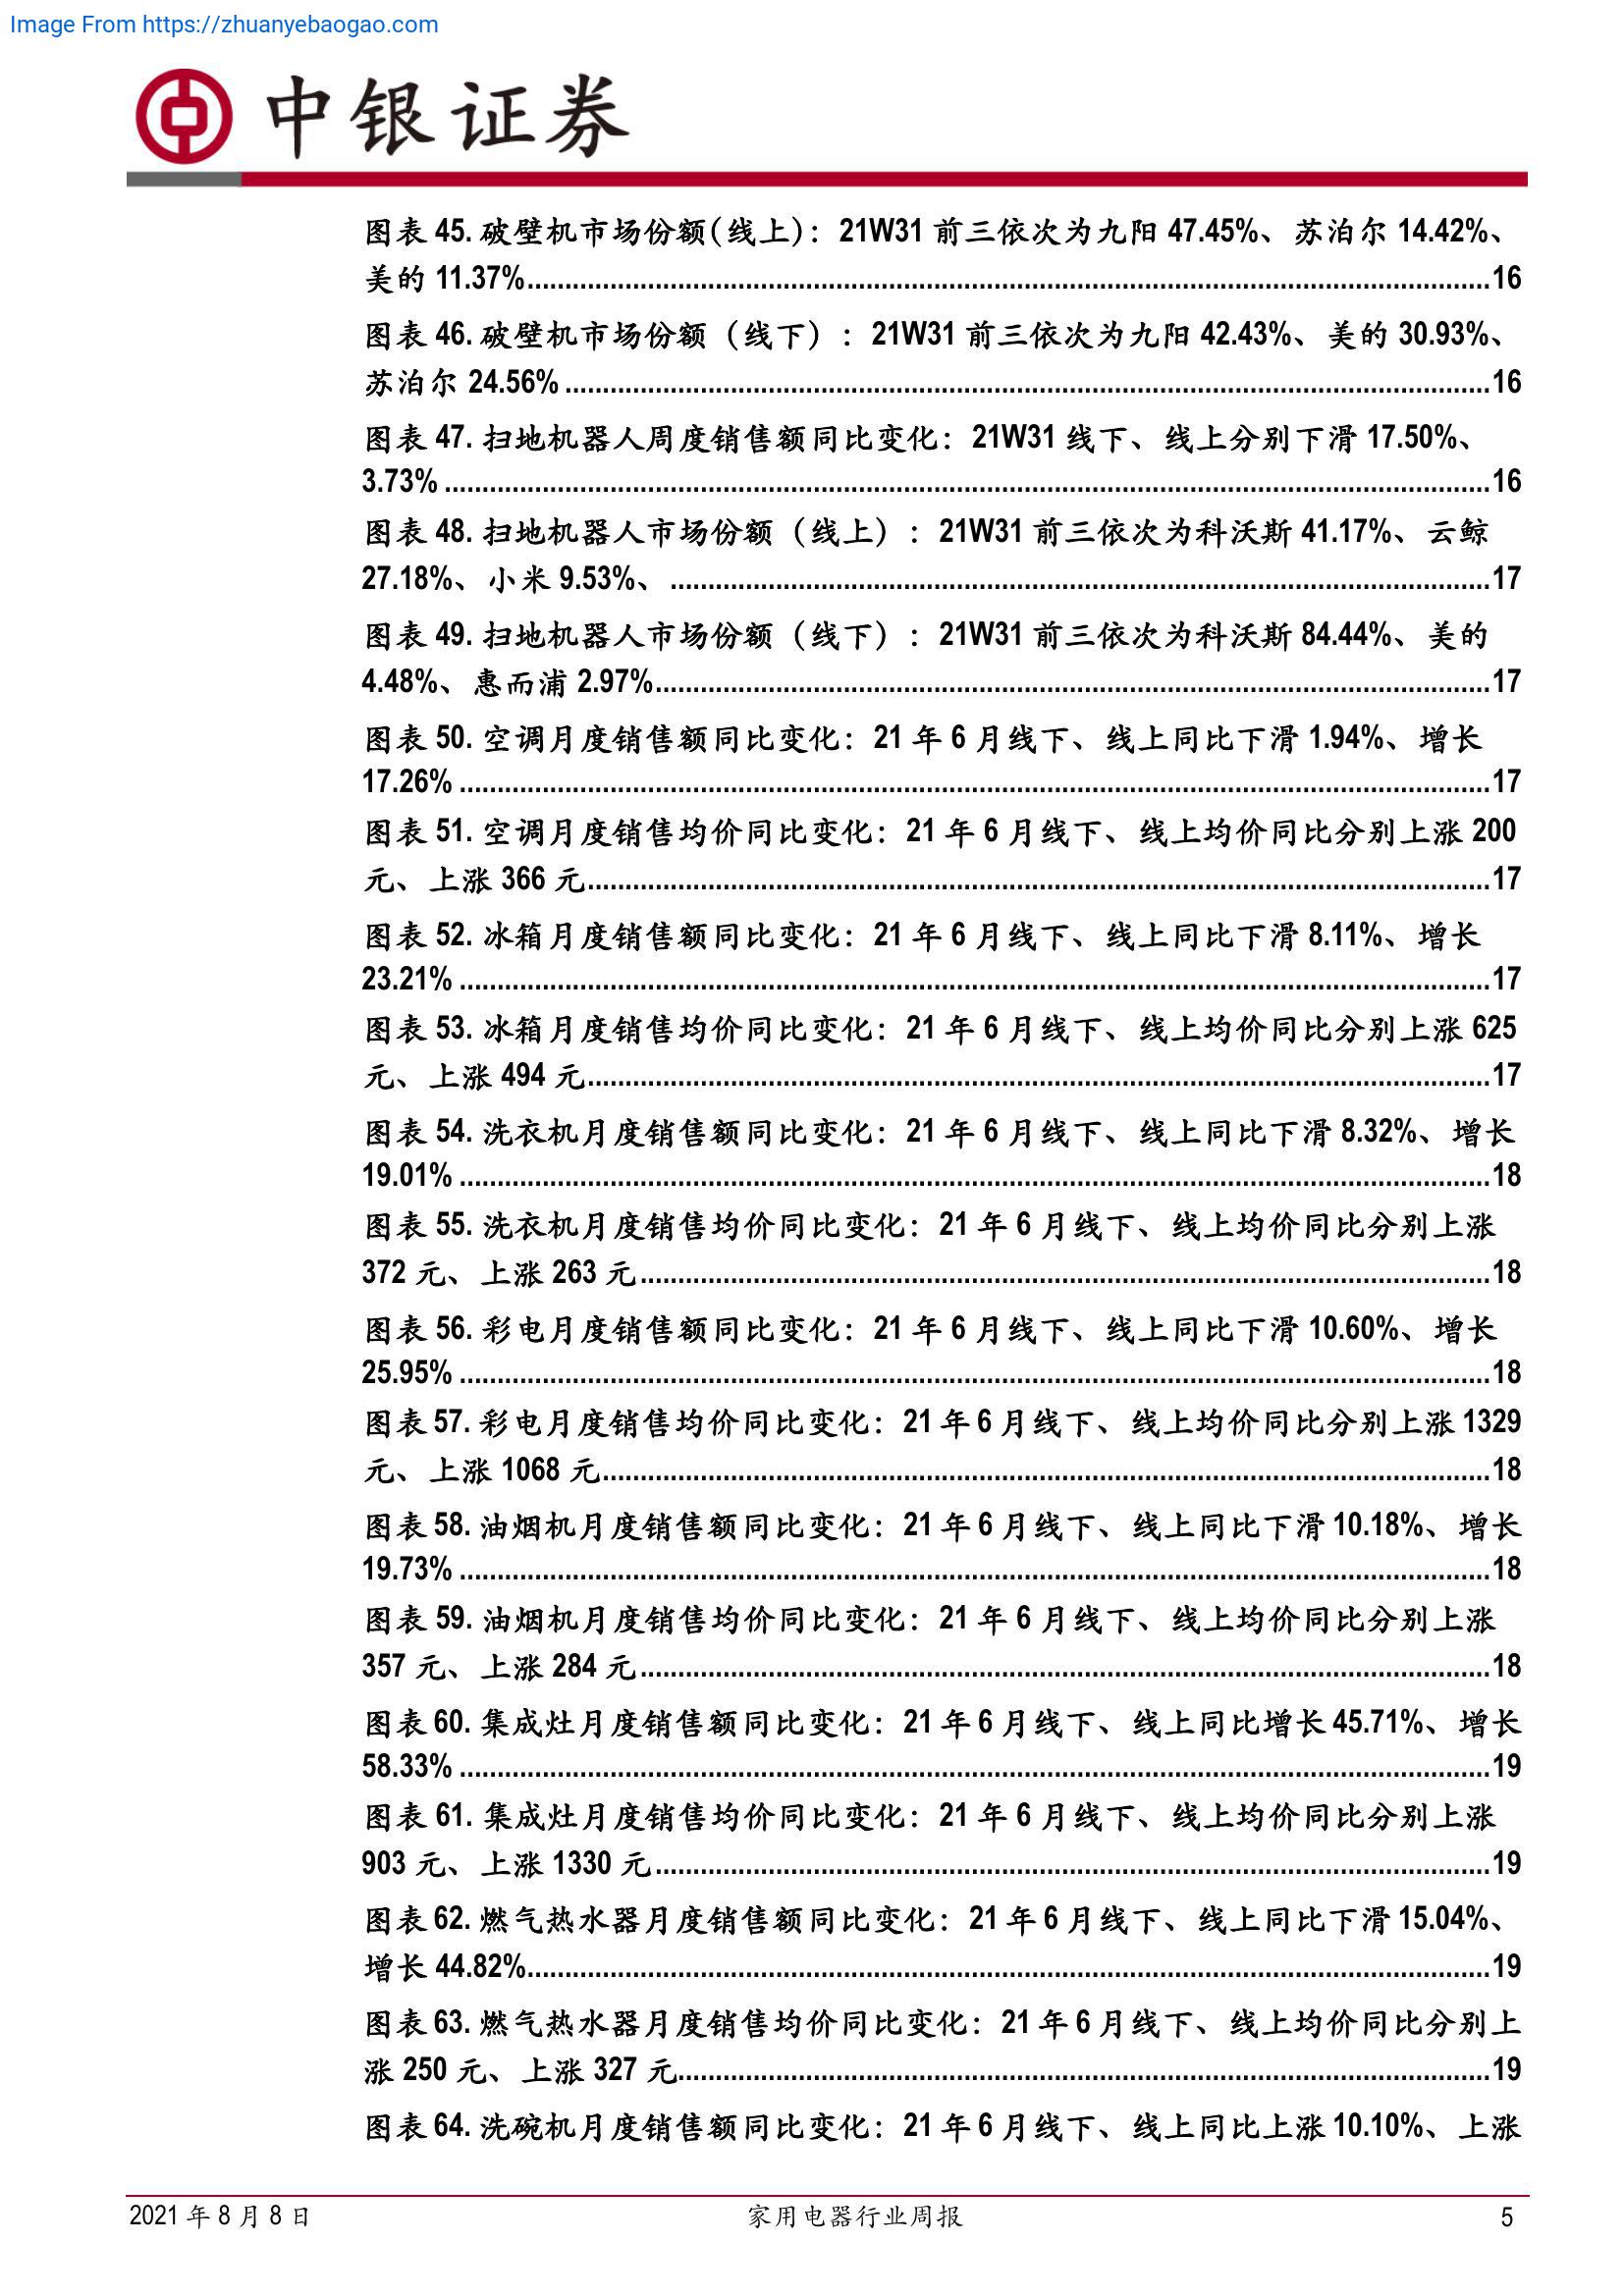 Image From https://zhuanyebaogao.com
中银证券
图表 45. 破壁机市场份额（线上）：21W31 前三依次为九阳 47.45%、苏泊尔 14.42%、
美的 11.37%....................16
图表 46. 破壁机市场份额（线下）：21W31 前三依次为九阳 42.43%、美的 30.93%、
苏泊尔 24.56%....................16
图表 47. 扫地机器人周度销售额同比变化：21W31 线下、线上分别下滑 17.50%、
3.73%....................16
图表 48. 扫地机器人市场份额（线上）：21W31 前三依次为科沃斯 41.17%、云鲸
27.18%、小米 9.53%、....................17
图表 49. 扫地机器人市场份额（线下）：21W31 前三依次为科沃斯 84.44%、美的
4.48%、惠而浦 2.97%....................17
图表 50. 空调月度销售额同比变化：21 年 6 月线下、线上同比下滑 1.94%、增长
17.26%....................17
图表 51. 空调月度销售均价同比变化：21 年 6 月线下、线上均价同比分别上涨 200
元、上涨 366 元....................17
图表 52. 冰箱月度销售额同比变化：21 年 6 月线下、线上同比下滑 8.11%、增长
23.21%....................17
图表 53. 冰箱月度销售均价同比变化：21 年 6 月线下、线上均价同比分别上涨 625
元、上涨 494 元....................17
图表 54. 洗衣机月度销售额同比变化：21 年 6 月线下、线上同比下滑 8.32%、增长
19.01%....................18
图表 55. 洗衣机月度销售均价同比变化：21 年 6 月线下、线上均价同比分别上涨
372 元、上涨 263 元....................18
图表 56. 彩电月度销售额同比变化：21 年 6 月线下、线上同比下滑 10.60%、增长
25.95%....................18
图表 57. 彩电月度销售均价同比变化：21 年 6 月线下、线上均价同比分别上涨 1329
元、上涨 1068 元....................18
图表 58. 油烟机月度销售额同比变化：21 年 6 月线下、线上同比下滑 10.18%、增长
19.73%....................18
图表 59. 油烟机月度销售均价同比变化：21 年 6 月线下、线上均价同比分别上涨
357 元、上涨 284 元....................18
图表 60. 集成灶月度销售额同比变化：21 年 6 月线下、线上同比增长 45.71%、增长
58.33%....................19
图表 61. 集成灶月度销售均价同比变化：21 年 6 月线下、线上均价同比分别上涨
903 元、上涨 1330 元....................19
图表 62. 燃气热水器月度销售额同比变化：21 年 6 月线下、线上同比下滑 15.04%、
增长 44.82%....................19
图表 63. 燃气热水器月度销售均价同比变化：21 年 6 月线下、线上均价同比分别上
涨 250 元、上涨 327 元....................19
图表 64. 洗碗机月度销售额同比变化：21 年 6 月线下、线上同比上涨 10.10%、上涨
2021 年 8 月 8 日 家用电器行业周报 5